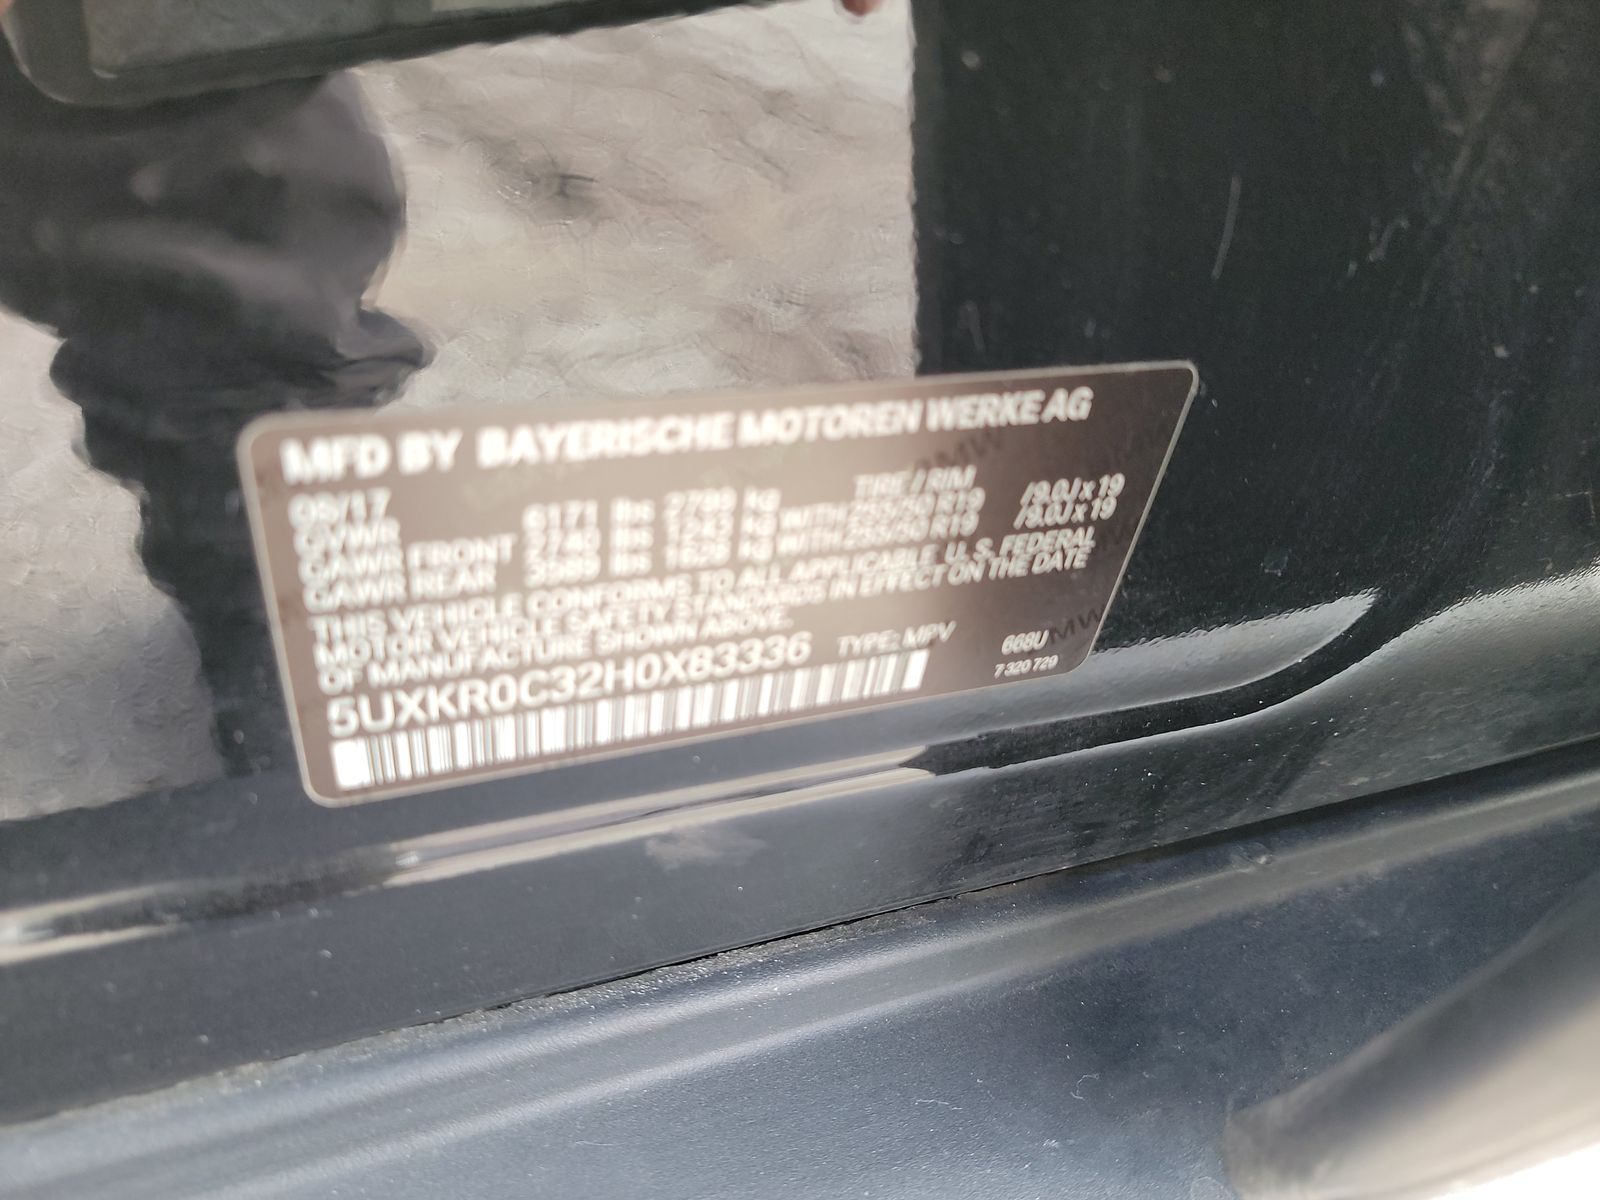 MFD BY BAYERISCHE MOTOREN WERKE AG
08/17 TIRE / RIM
GVWR 6171 lbs 2799 kg
GAWR FRONT 2740 lbs 1243 kg WITH 255/50 R19 /9.0J x 19
GAWR REAR 3589 lbs 1628 kg WITH 255/50 R19 /9.0J x 19
THIS VEHICLE CONFORMS TO ALL APPLICABLE U. S. FEDERAL
MOTOR VEHICLE SAFETY STANDARDS IN EFFECT ON THE DATE
OF MANUFACTURE SHOWN ABOVE.
5UXKR0C32H0X83336 TYPE: MPV 668U
7 320 729